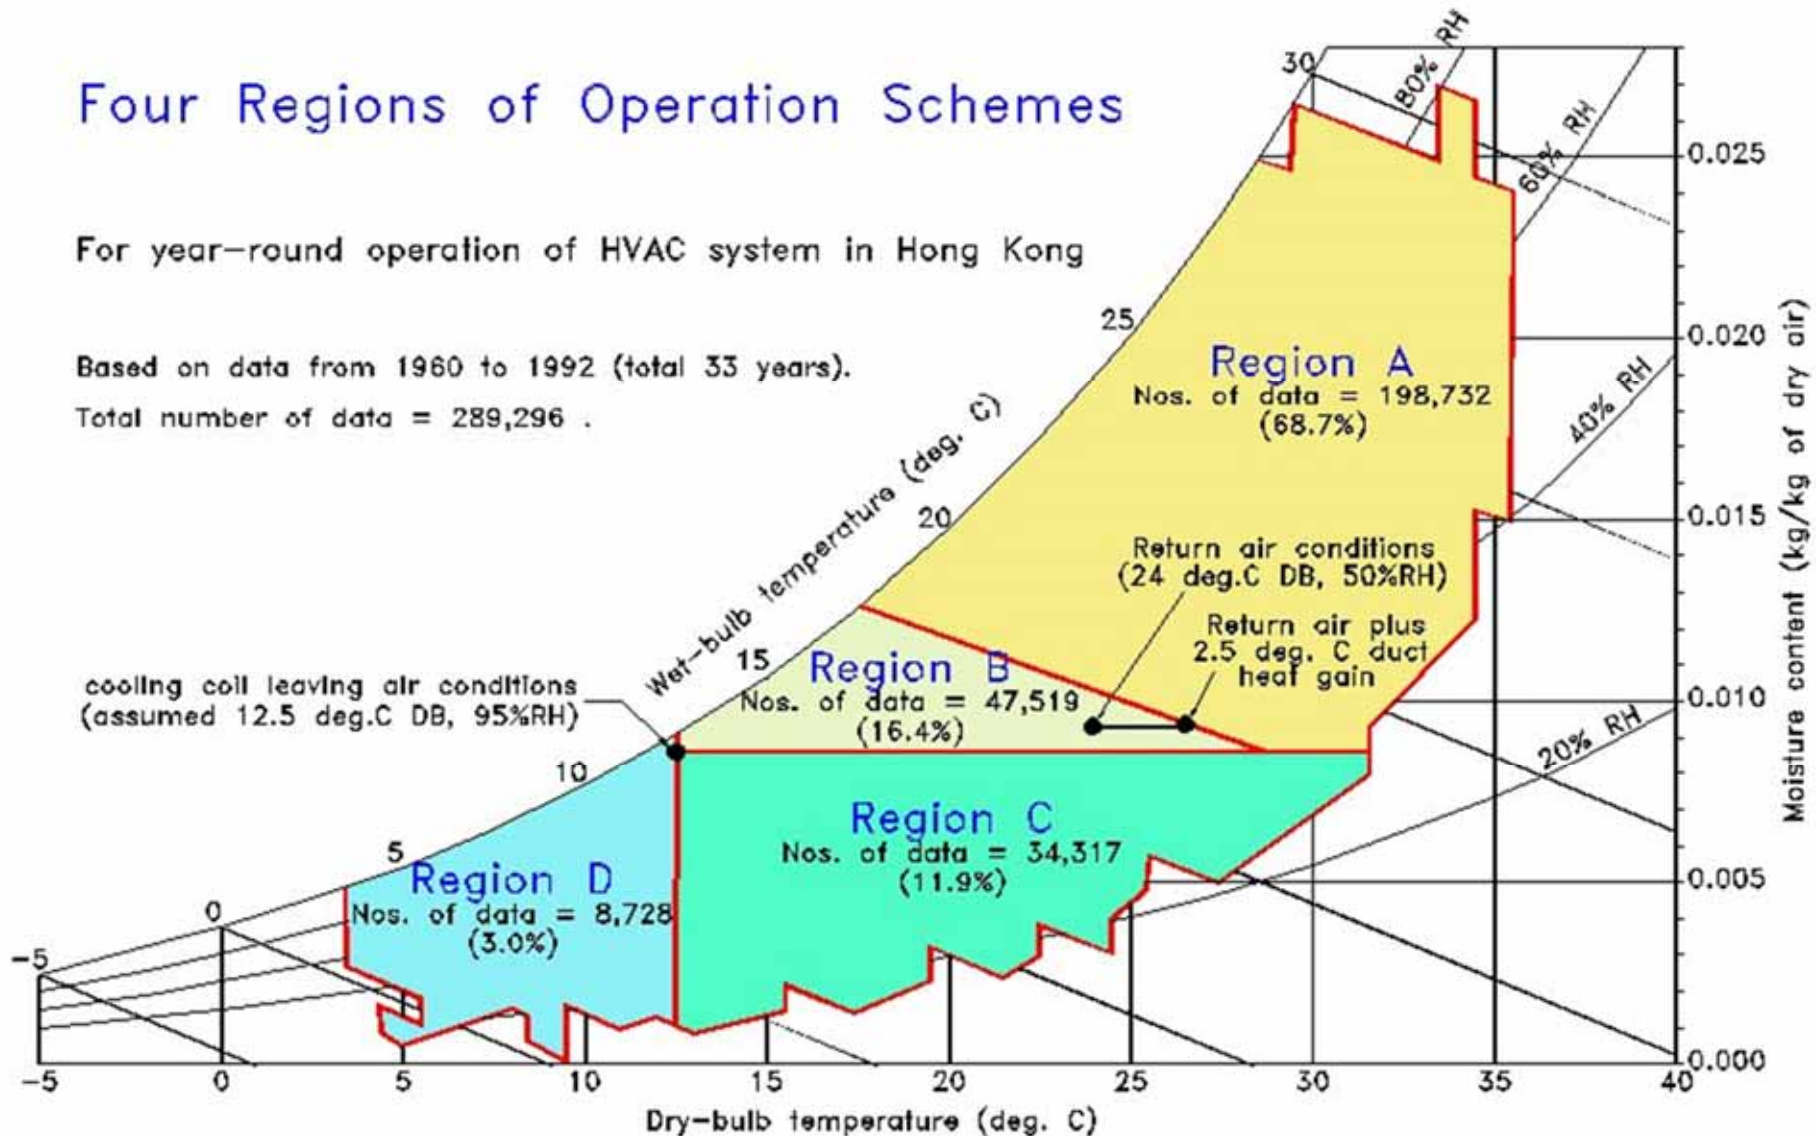 Four Regions of Operation Schemes
For year-round operation of HVAC system in Hong Kong
Based on data from 1960 to 1992 (total 33 years).
Total number of data = 289,296 .
30
80% RH
60% RH
0.025
25
0.020
Region A
Nos. of data = 198,732
(68.7%)
40% RH
Wet-bulb temperature (deg. C)
20
0.015
Return air conditions
(24 deg.C DB, 50%RH)
Return air plus
2.5 deg. C duct
heat gain
15
Region B
Nos. of data = 47,519
(16.4%)
cooling coil leaving air conditions
(assumed 12.5 deg.C DB, 95%RH)
0.010
20% RH
Moisture content (kg/kg of dry air)
10
Region C
Nos. of data = 34,317
(11.9%)
5
Region D
Nos. of data = 8,728
(3.0%)
0.005
0
-5
0.000
-5 0 5 10 15 20 25 30 35 40
Dry-bulb temperature (deg. C)